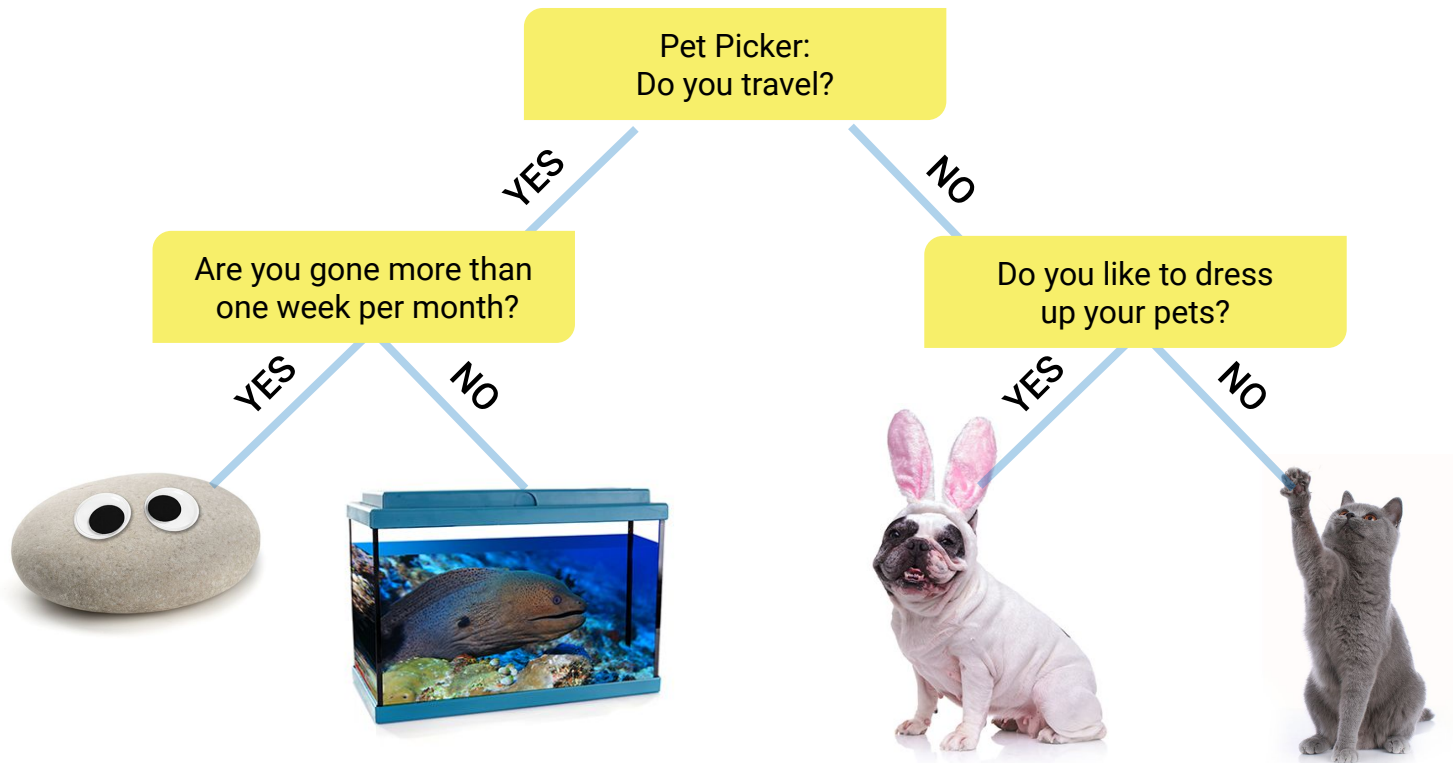 Pet Picker:
Do you travel?
YES
NO
Are you gone more than
one week per month?
Do you like to dress
up your pets?
YES
NO
YES
NO